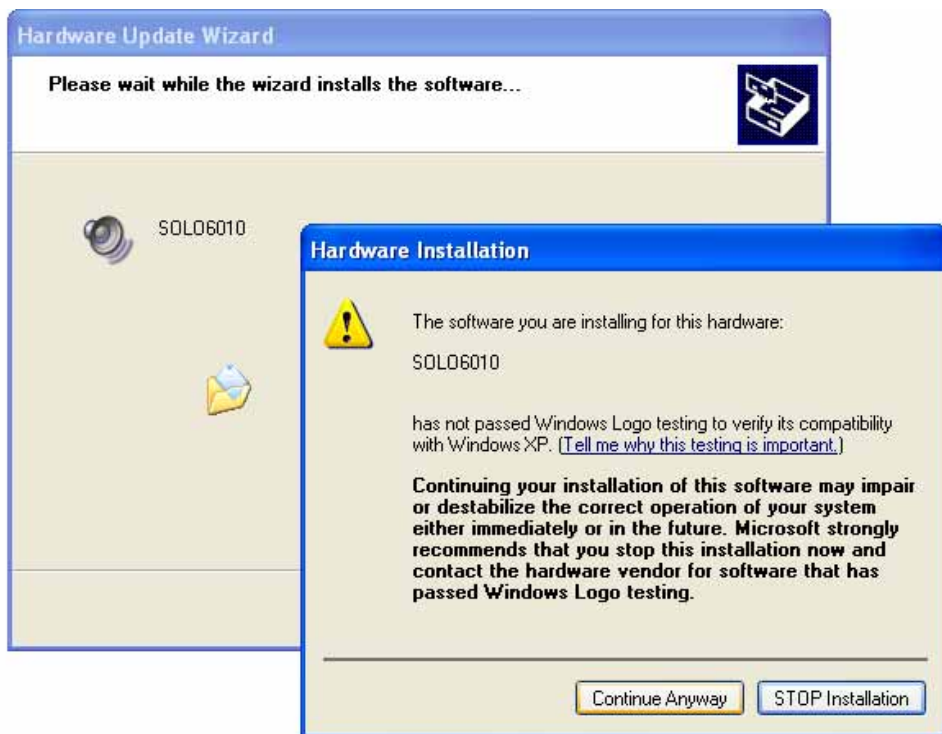 Hardware Update Wizard
Please wait while the wizard installs the software...
SOLO6010
Hardware Installation
The software you are installing for this hardware:
SOLO6010
has not passed Windows Logo testing to verify its compatibility
with Windows XP. (Tell me why this testing is important.)
Continuing your installation of this software may impair
or destabilize the correct operation of your system
either immediately or in the future. Microsoft strongly
recommends that you stop this installation now and
contact the hardware vendor for software that has
passed Windows Logo testing.
Continue Anyway
STOP Installation